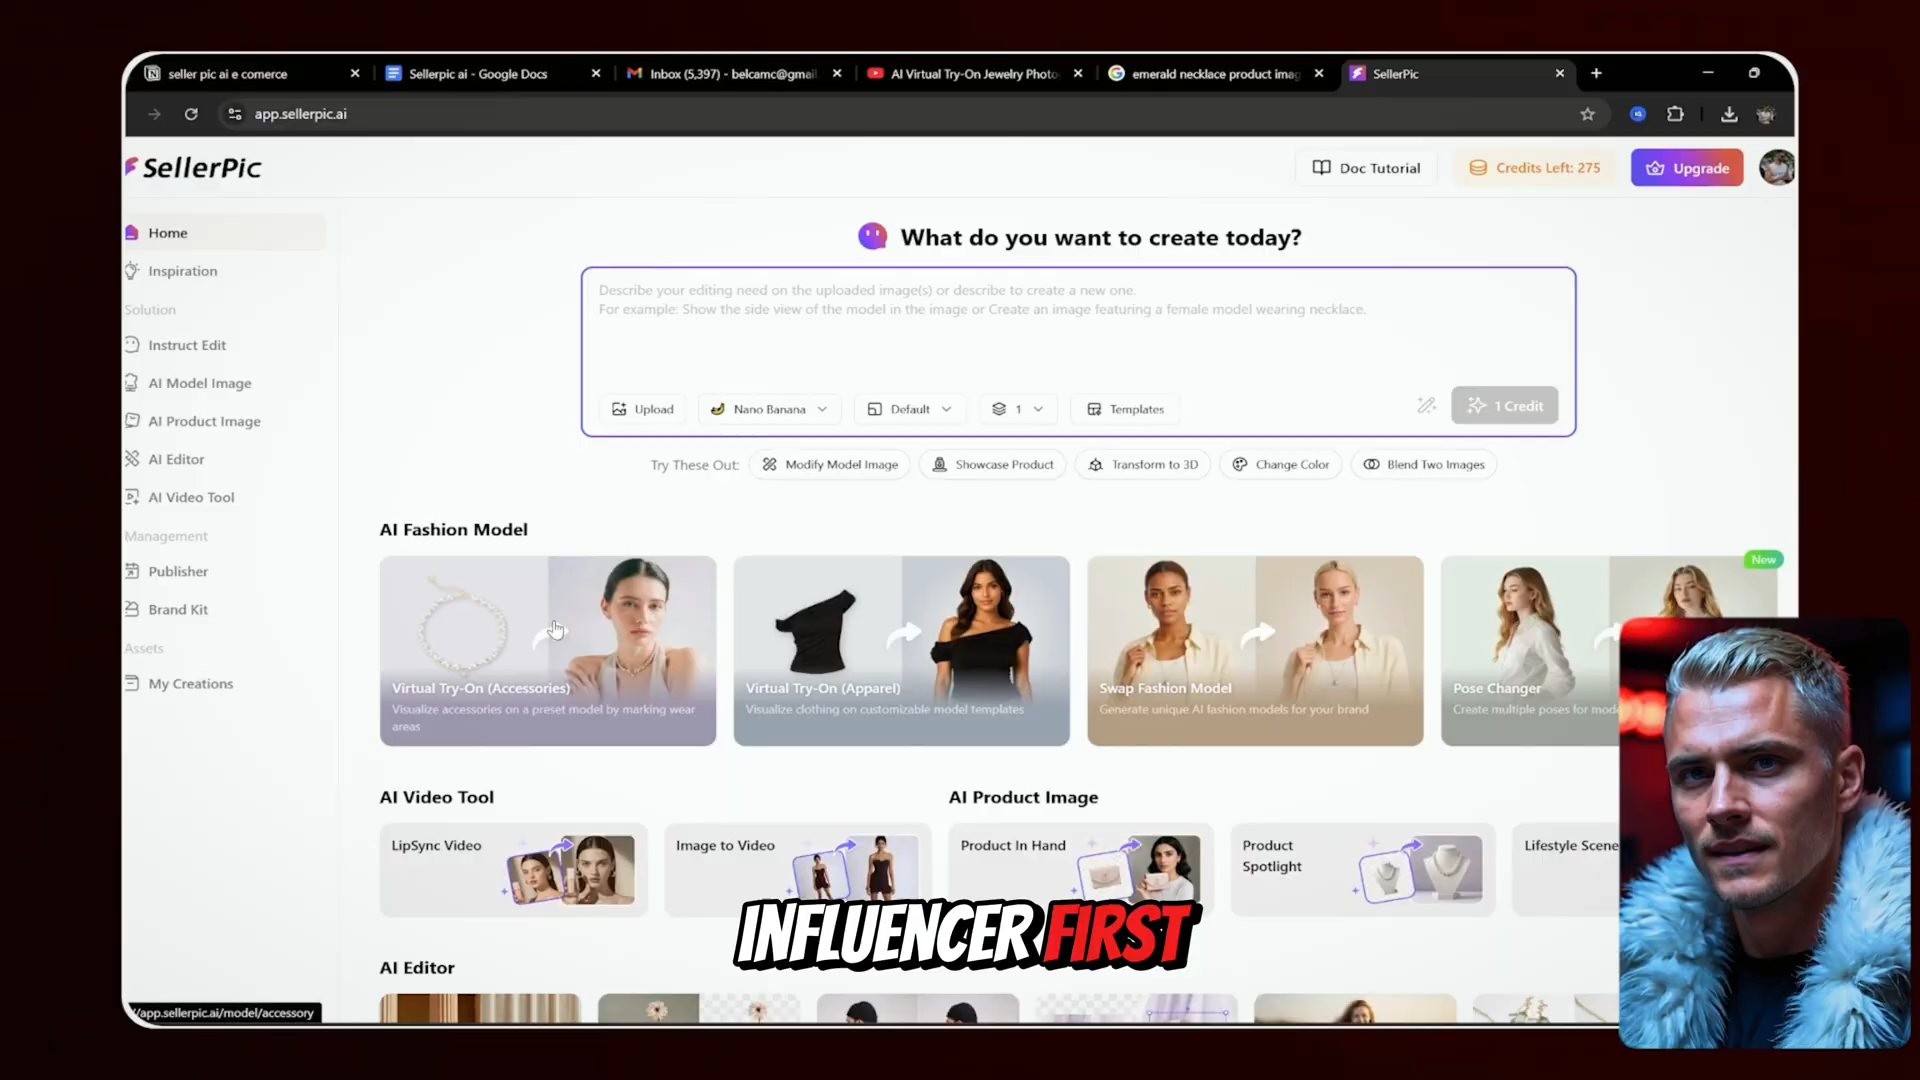 seller pic ai e comerce
Sellerpic ai - Google Docs
Inbox (5,397) - belcamc@gmai
AI Virtual Try-On Jewelry Photo
emerald necklace product imag
SellerPic
app.sellerpic.ai
SellerPic
Doc Tutorial
Credits Left: 275
Upgrade
Home
Inspiration
Solution
Instruct Edit
AI Model Image
AI Product Image
AI Editor
AI Video Tool
Management
Publisher
Brand Kit
Assets
My Creations
What do you want to create today?
Describe your editing need on the uploaded image(s) or describe to create a new one.
For example: Show the side view of the model in the image or Create an image featuring a female model wearing necklace.
Upload
Nano Banana
Default
1
Templates
1 Credit
Try These Out:
Modify Model Image
Showcase Product
Transform to 3D
Change Color
Blend Two Images
AI Fashion Model
New
Virtual Try-On (Accessories)
Visualize accessories on a preset model by marking wear
areas
Virtual Try-On (Apparel)
Visualize clothing on customizable model templates
Swap Fashion Model
Generate unique AI fashion models for your brand
Pose Changer
Create multiple poses for mode
AI Video Tool
AI Product Image
LipSync Video
Image to Video
Product In Hand
Product
Spotlight
Lifestyle Scene
INFLUENCER FIRST
AI Editor
/app.sellerpic.ai/model/accessory